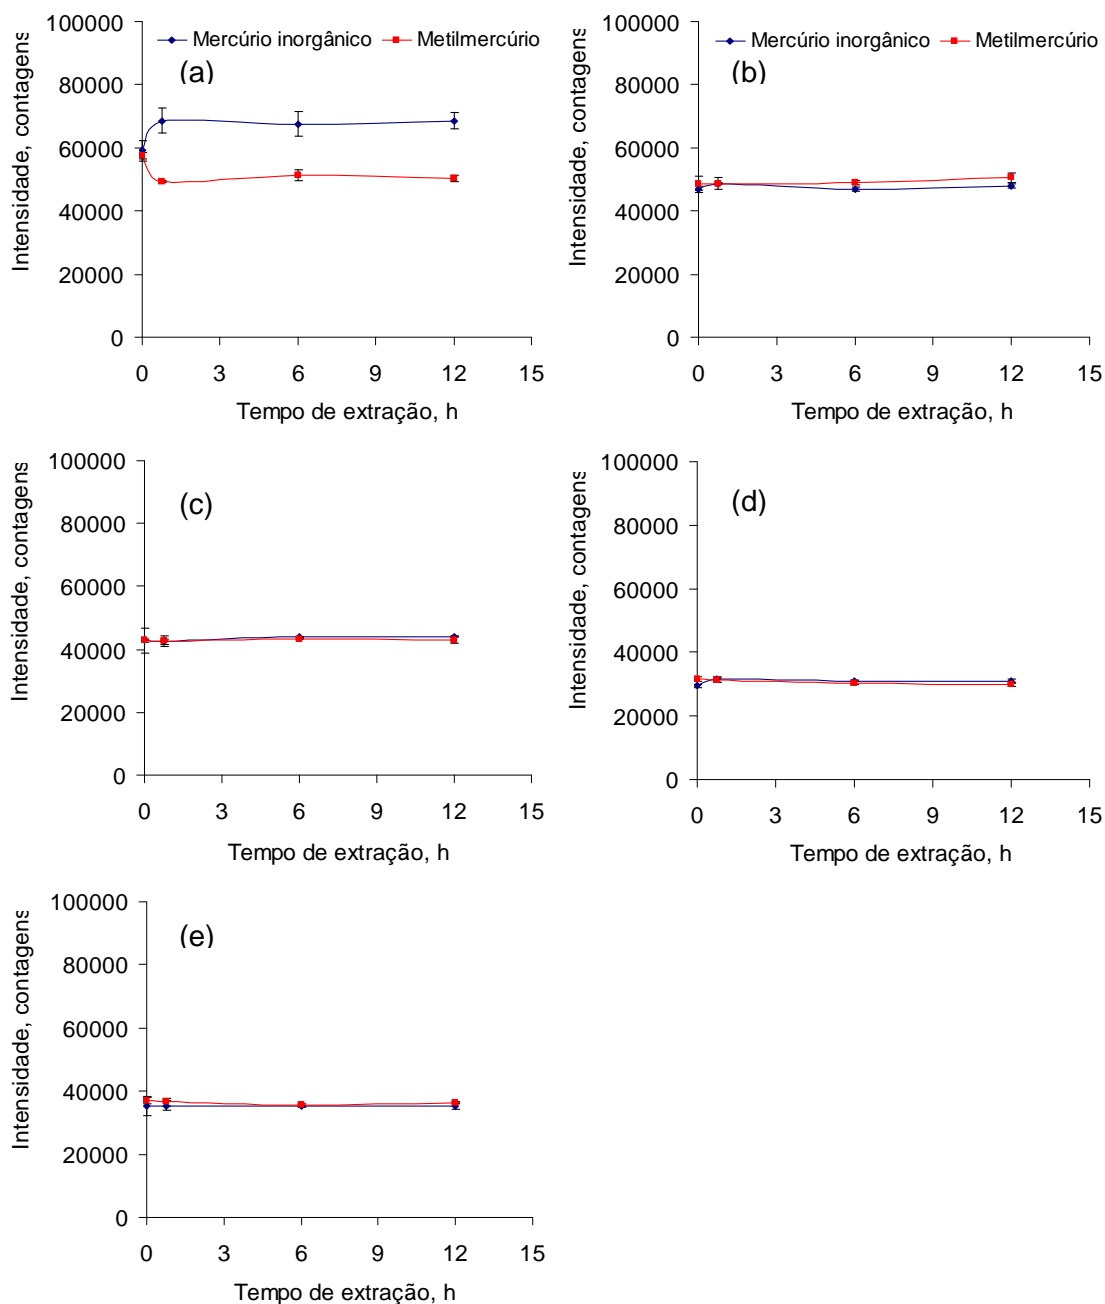 100000
80000
60000
40000
20000
0
Intensidade, contagens
Mercúrio inorgânico Metilmercúrio
(a)
0 3 6 9 12 15
Tempo de extração, h
100000
80000
60000
40000
20000
0
Intensidade, contagens
Mercúrio inorgânico Metilmercúrio
(b)
0 3 6 9 12 15
Tempo de extração, h
100000
80000
60000
40000
20000
0
Intensidade, contagens
(c)
0 3 6 9 12 15
Tempo de extração, h
100000
80000
60000
40000
20000
0
Intensidade, contagens
(d)
0 3 6 9 12 15
Tempo de extração, h
100000
80000
60000
40000
20000
0
Intensidade, contagens
(e)
0 3 6 9 12 15
Tempo de extração, h